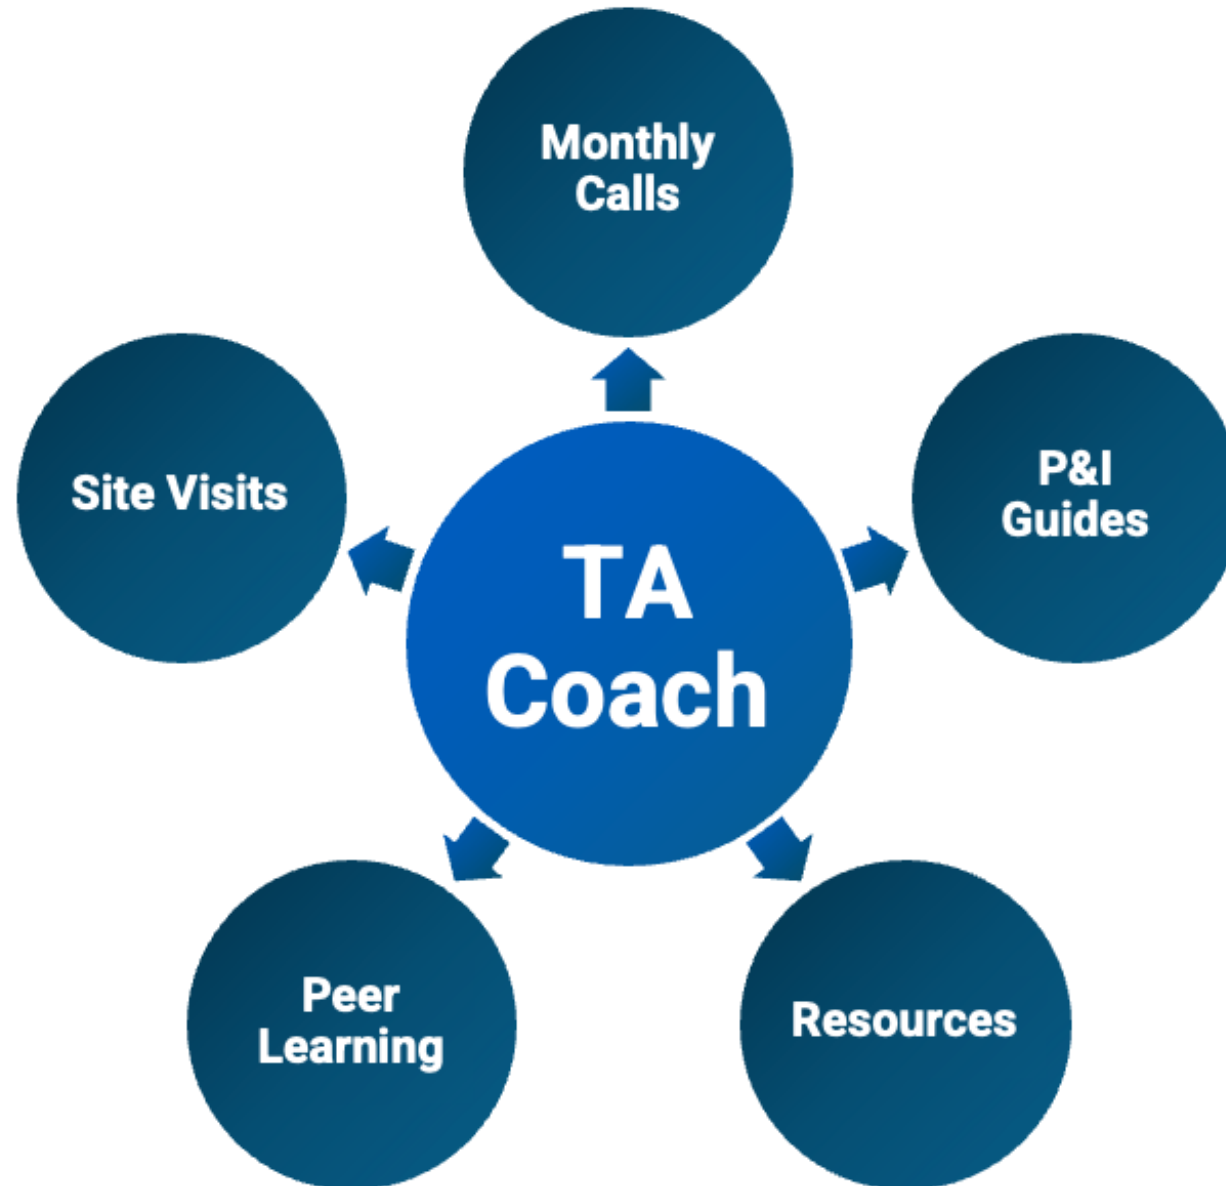 Monthly
Calls
P&I
Guides
Site Visits
TA
Coach
Peer
Learning
Resources